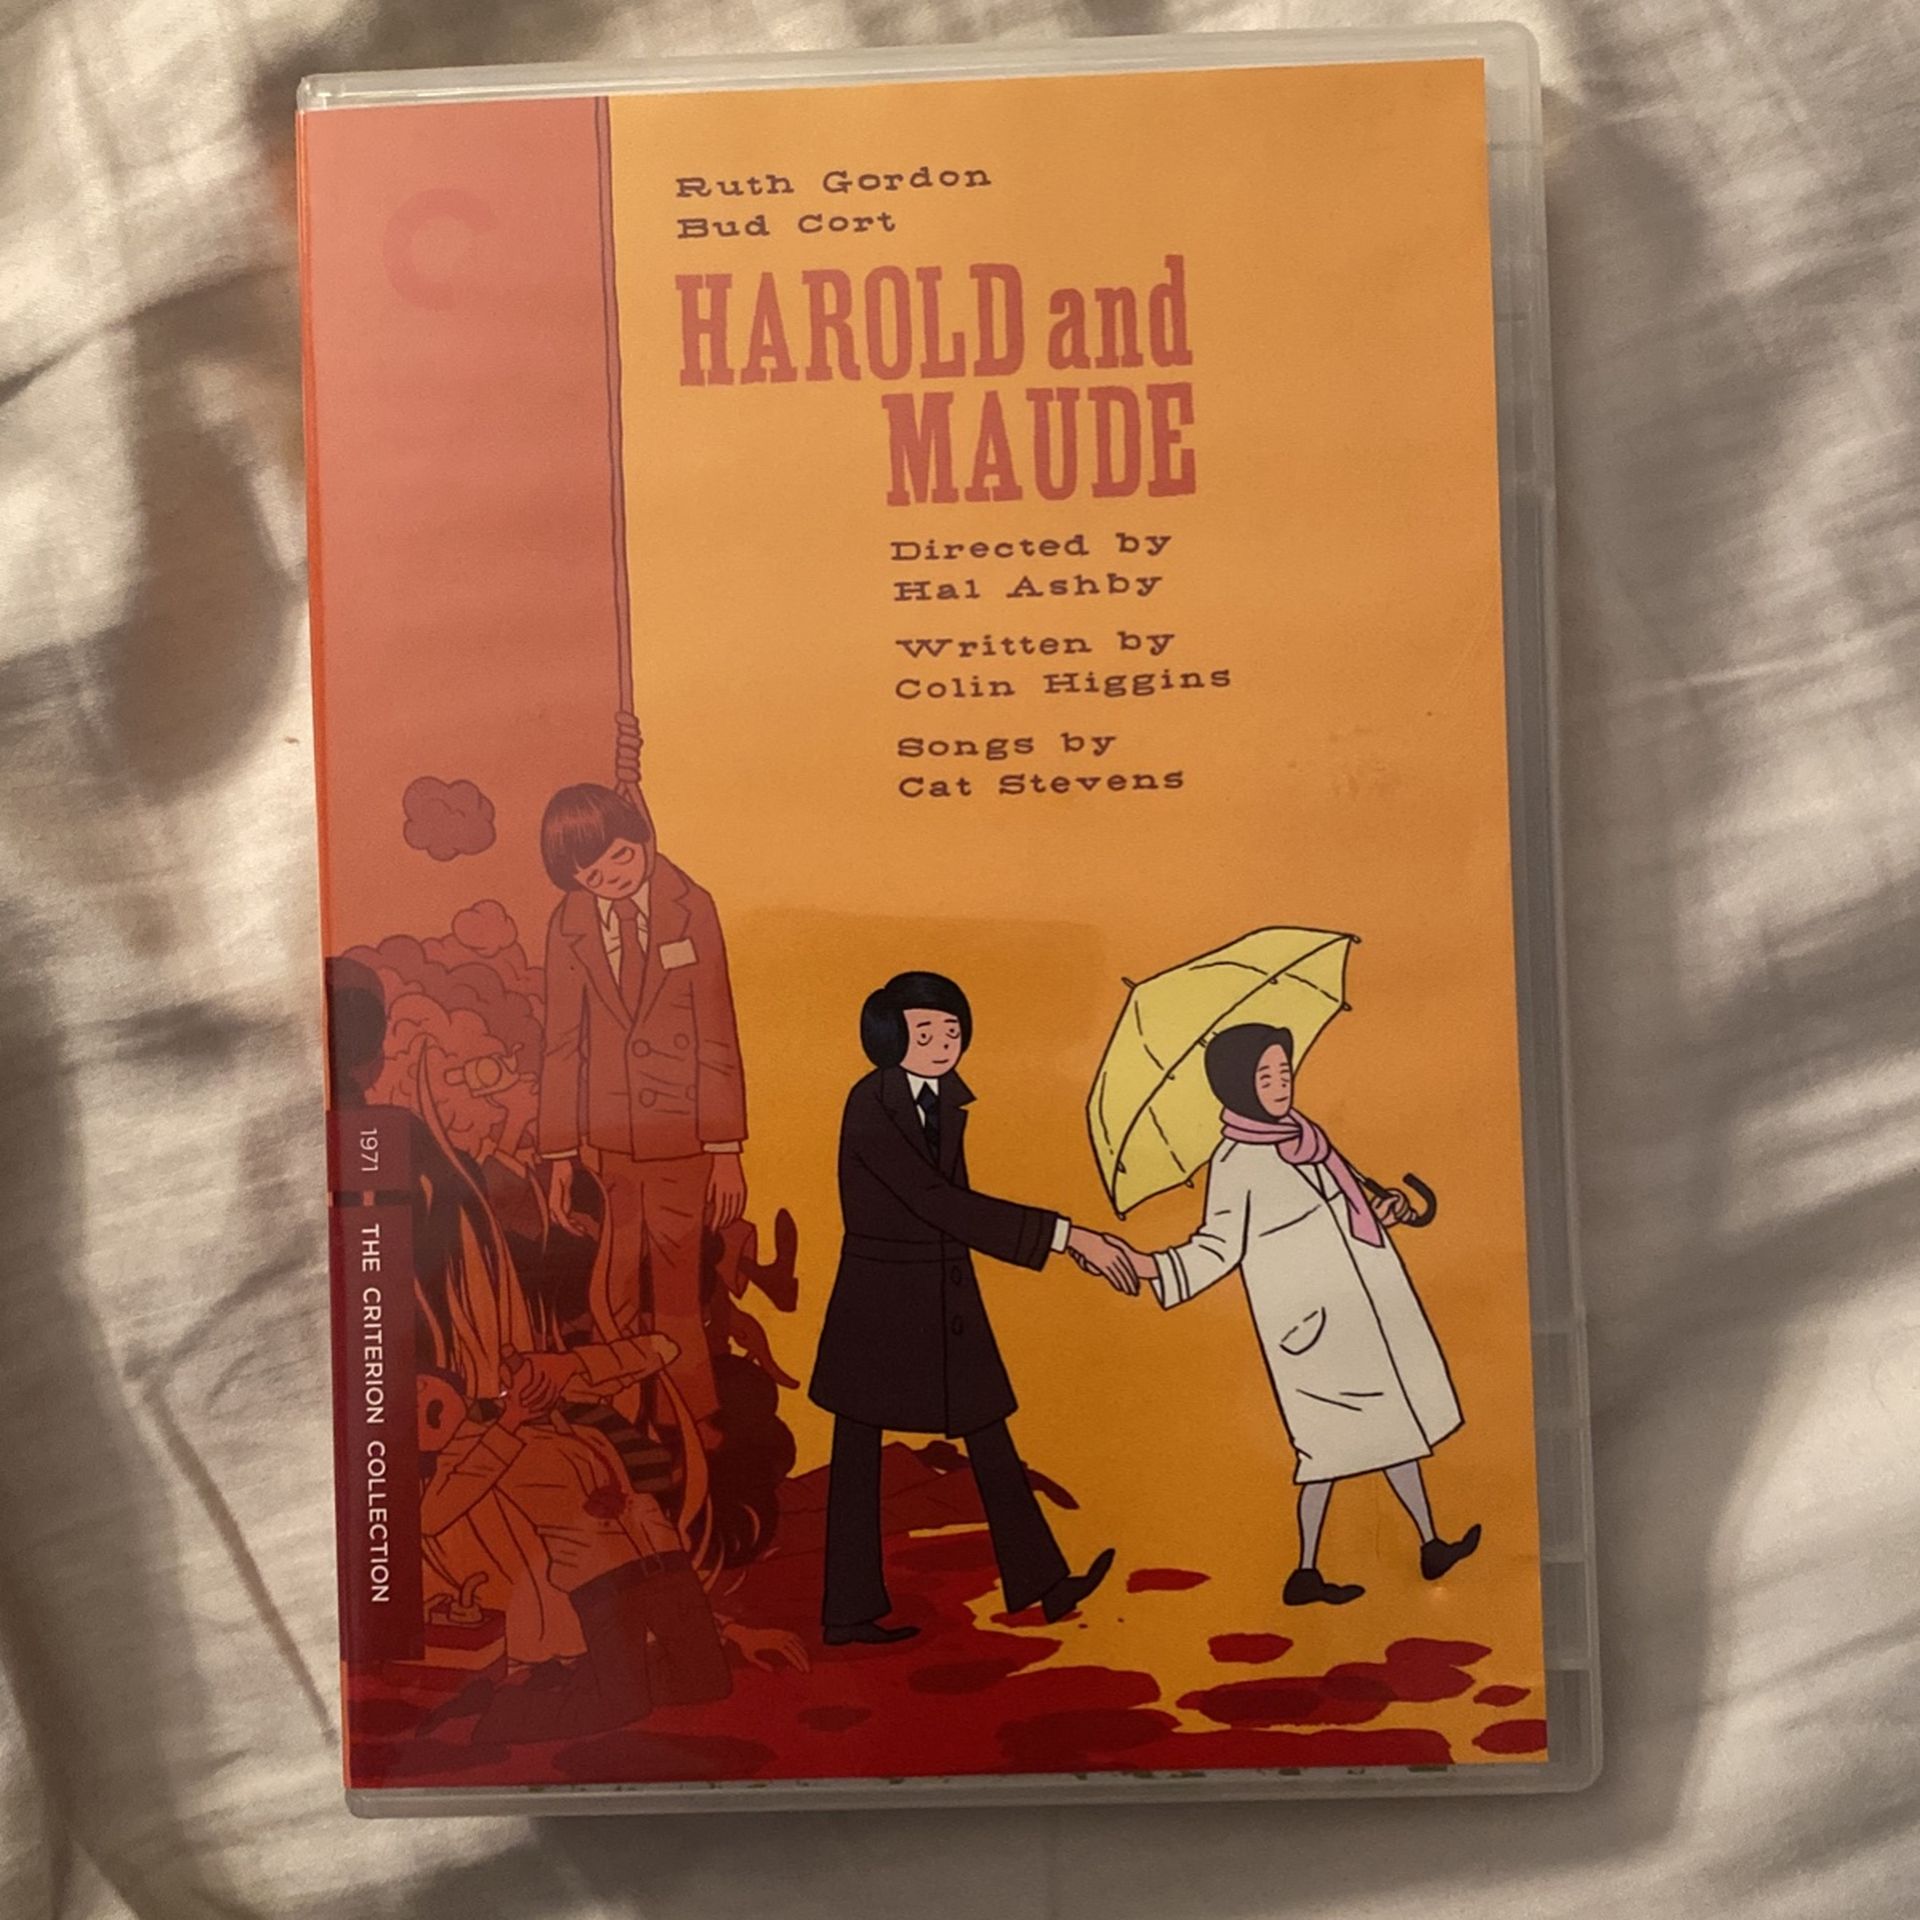 Ruth Gordon
Bud Cort
HAROLD and
MAUDE
Directed by
Hal Ashby
Written by
Colin Higgins
Songs by
Cat Stevens
1971
THE CRITERION COLLECTION